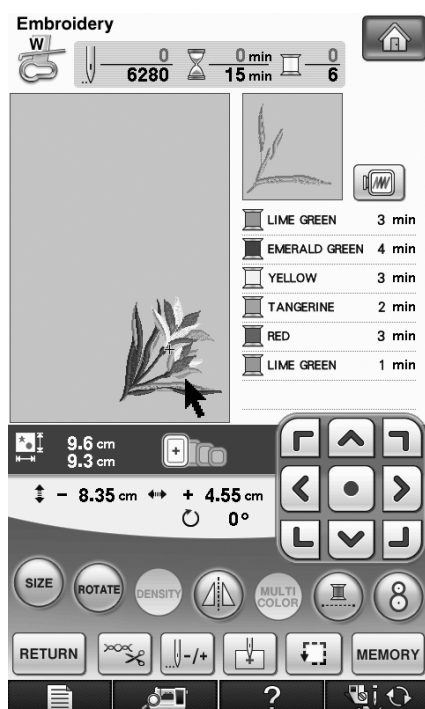 Embroidery
W
0 0 min 0
6280 15 min 6
LIME GREEN 3 min
EMERALD GREEN 4 min
YELLOW 3 min
TANGERINE 2 min
RED 3 min
LIME GREEN 1 min
9.6 cm
9.3 cm
- 8.35 cm + 4.55 cm
0°
SIZE
ROTATE
DENSITY
MULTI
COLOR
8
RETURN
-/+
MEMORY
?